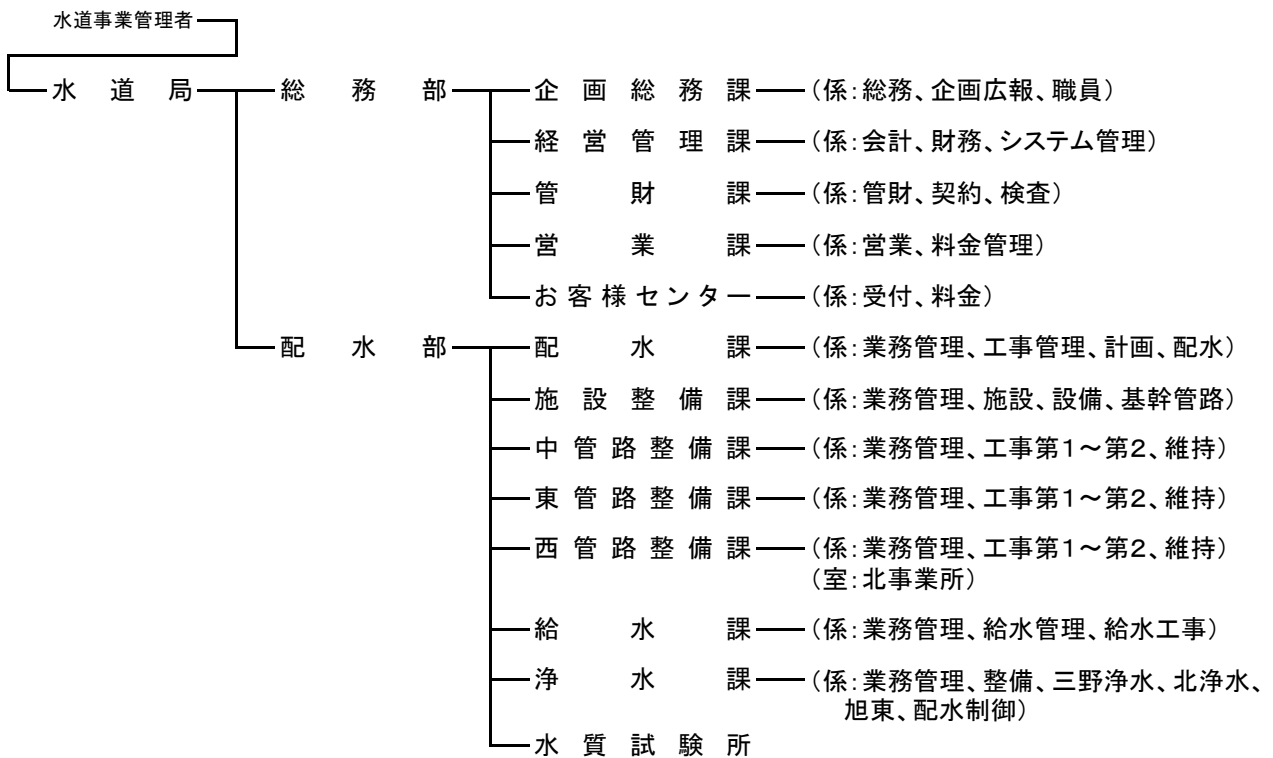 水道事業管理者
水道局 総務部 企画総務課 (係:総務、企画広報、職員)
経営管理課 (係:会計、財務、システム管理)
管財課 (係:管財、契約、検査)
営業課 (係:営業、料金管理)
お客様センター (係:受付、料金)
配水部 配水課 (係:業務管理、工事管理、計画、配水)
施設整備課 (係:業務管理、施設、設備、基幹管路)
中管路整備課 (係:業務管理、工事第1~第2、維持)
東管路整備課 (係:業務管理、工事第1~第2、維持)
西管路整備課 (係:業務管理、工事第1~第2、維持)
(室:北事業所)
給水課 (係:業務管理、給水管理、給水工事)
浄水課 (係:業務管理、整備、三野浄水、北浄水、
旭東、配水制御)
水質試験所